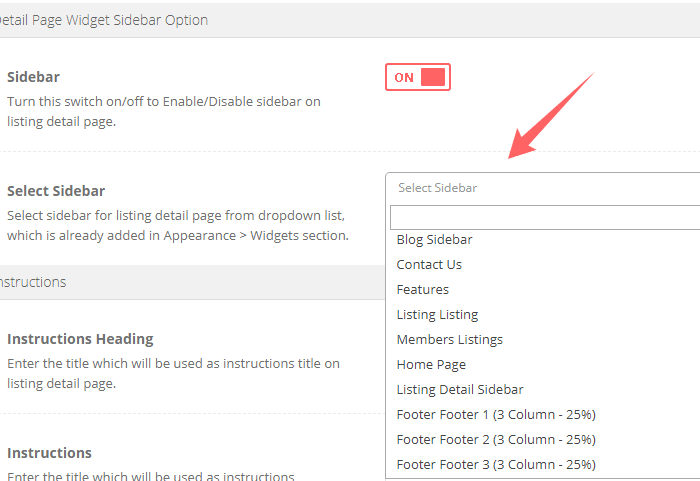 Detail Page Widget Sidebar Option
Sidebar
ON
Turn this switch on/off to Enable/Disable sidebar on
listing detail page.
Select Sidebar
Select sidebar for listing detail page from dropdown list,
which is already added in Appearance > Widgets section.
Select Sidebar
Blog Sidebar
Contact Us
Features
Listing Listing
Members Listings
Home Page
Listing Detail Sidebar
Footer Footer 1 (3 Column - 25%)
Footer Footer 2 (3 Column - 25%)
Footer Footer 3 (3 Column - 25%)
Instructions
Instructions Heading
Enter the title which will be used as instructions title on
listing detail page.
Instructions
Enter the title which will be used as instructions